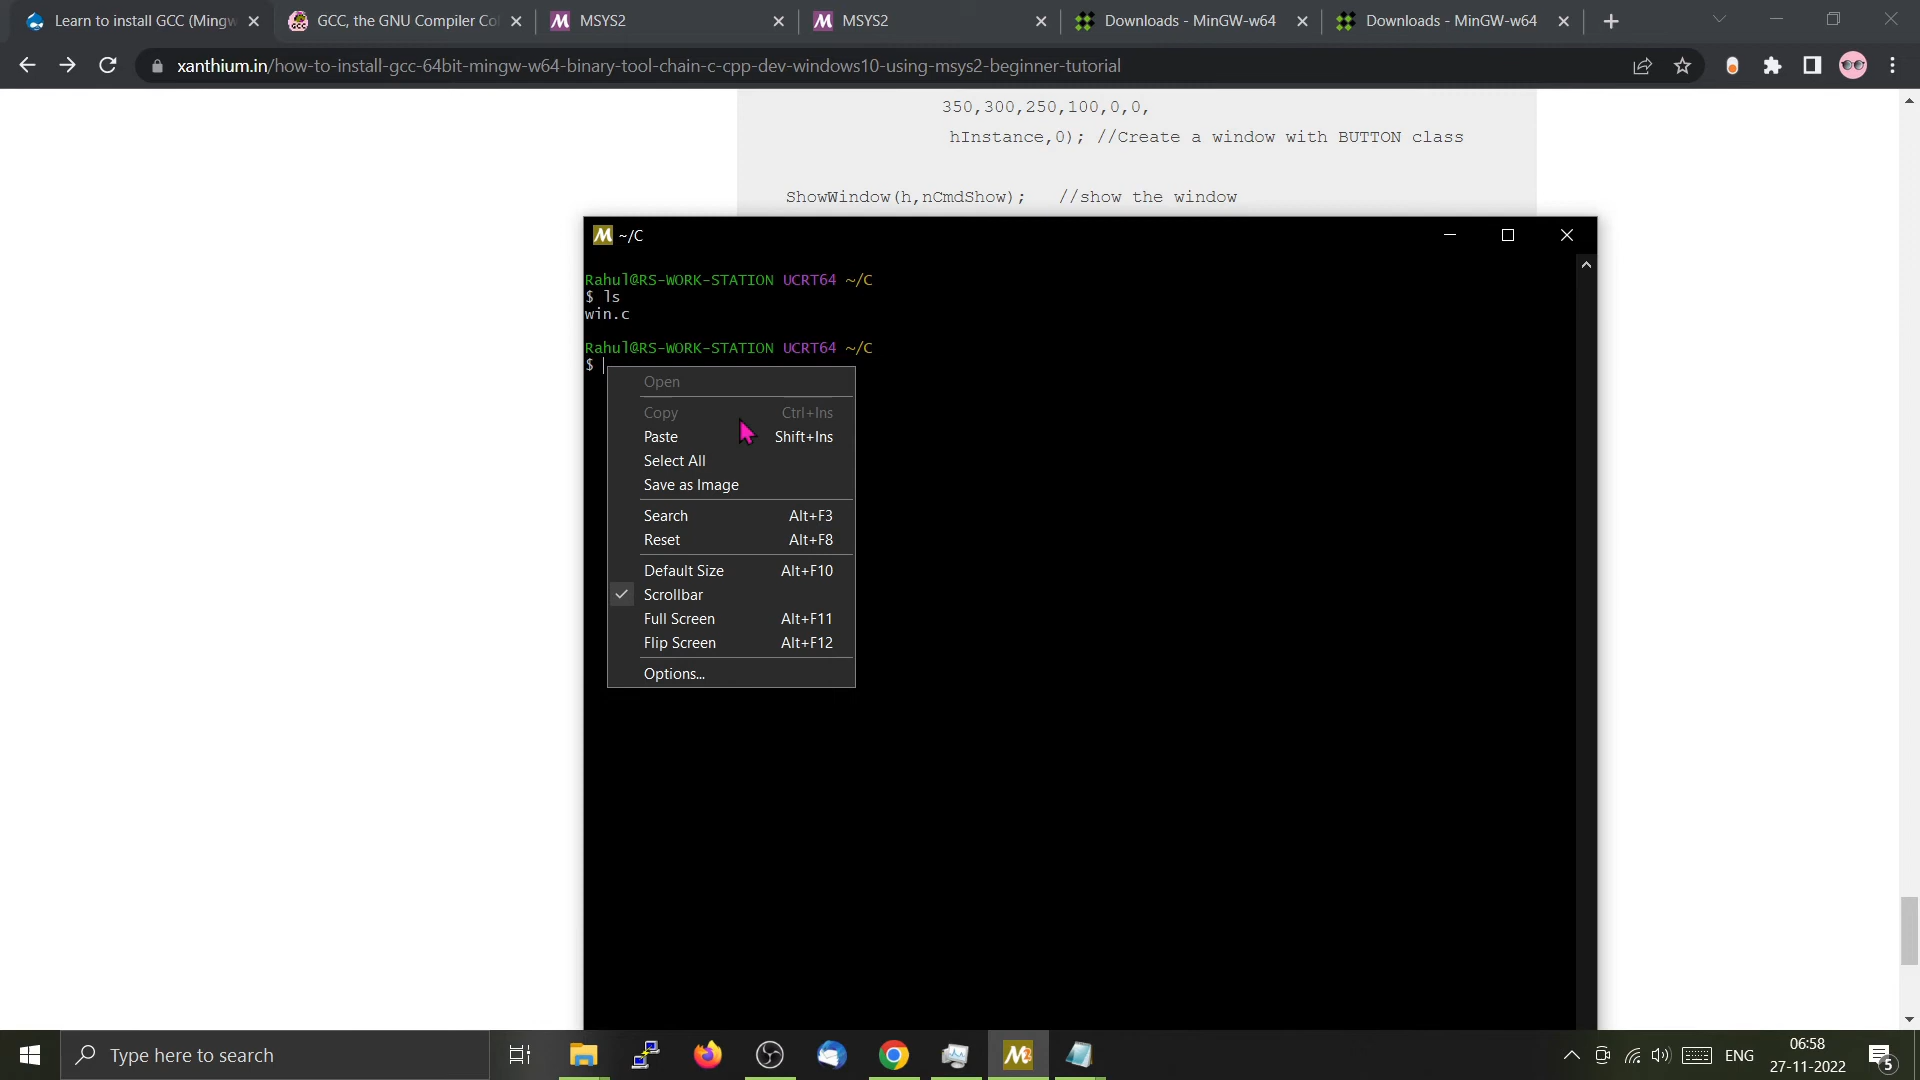 Learn to install GCC (Mingw
GCC, the GNU Compiler Col
MSYS2
MSYS2
Downloads - MinGW-w64
Downloads - MinGW-w64
xanthium.in/how-to-install-gcc-64bit-mingw-w64-binary-tool-chain-c-cpp-dev-windows10-using-msys2-beginner-tutorial
350,300,250,100,0,0,
hInstance,0); //Create a window with BUTTON class
ShowWindow(h,nCmdShow); //show the window
~/C
Rahul@RS-WORK-STATION UCRT64 ~/C
$ ls
win.c
Rahul@RS-WORK-STATION UCRT64 ~/C
$
Open
Copy Ctrl+Ins
Paste Shift+Ins
Select All
Save as Image
Search Alt+F3
Reset Alt+F8
Default Size Alt+F10
Scrollbar
Full Screen Alt+F11
Flip Screen Alt+F12
Options...
Type here to search
ENG
06:58
27-11-2022
5